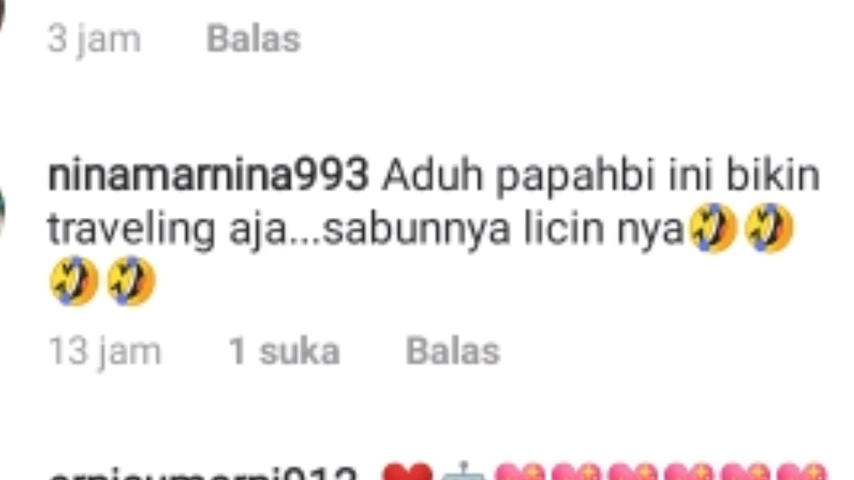 3 jam Balas
ninamarnina993 Aduh papahbi ini bikin
traveling aja...sabunnya licin nya🤣🤣
🤣🤣
13 jam 1 suka Balas